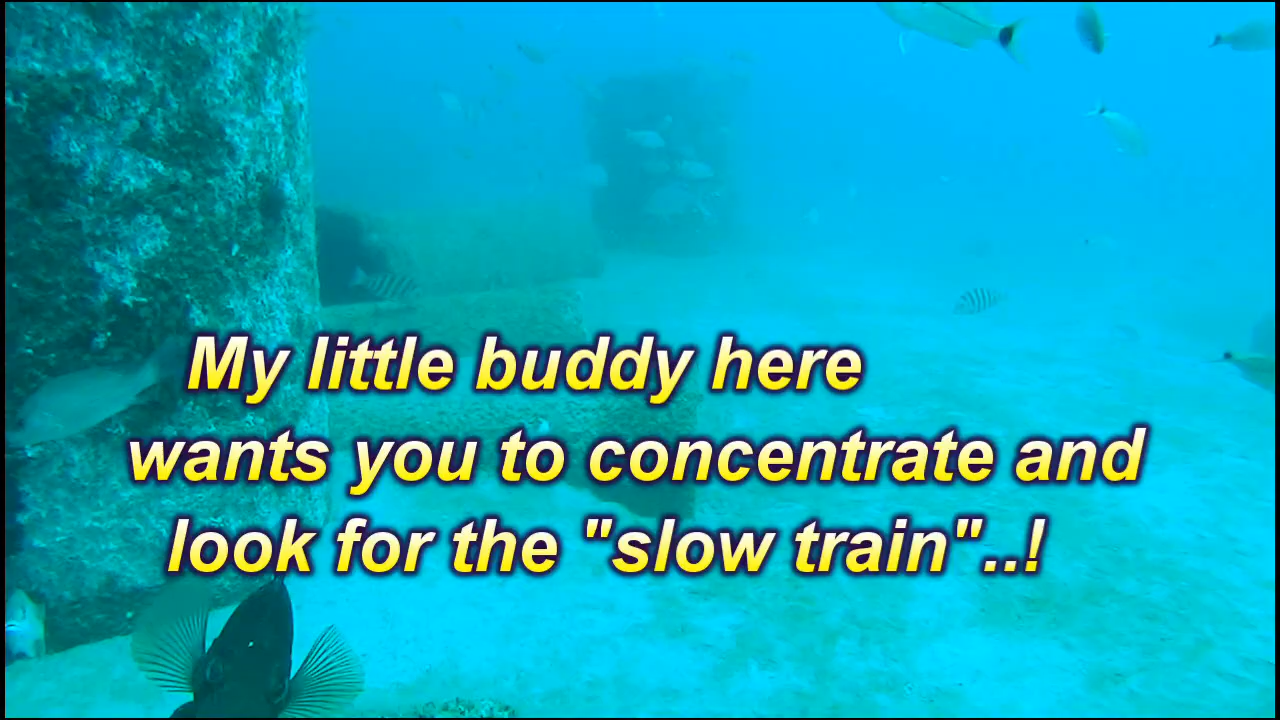 My little buddy here
wants you to concentrate and
look for the "slow train"..!